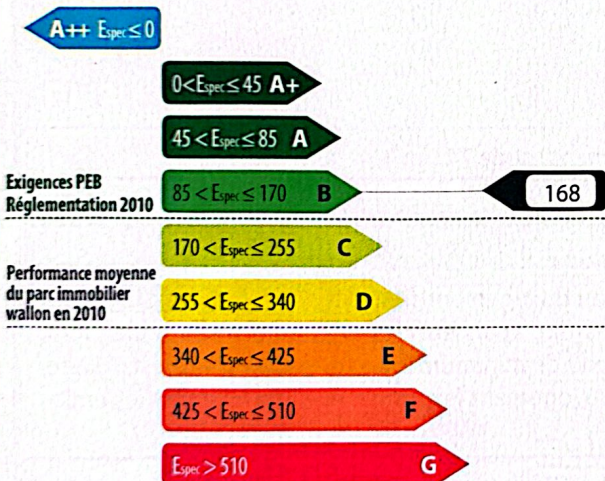 A++ Espec ≤ 0
0 < Espec ≤ 45 A+
45 < Espec ≤ 85 A
Exigences PEB
Réglementation 2010
85 < Espec ≤ 170 B
168
170 < Espec ≤ 255 C
Performance moyenne
du parc immobilier
wallon en 2010
255 < Espec ≤ 340 D
340 < Espec ≤ 425 E
425 < Espec ≤ 510 F
Espec > 510 G